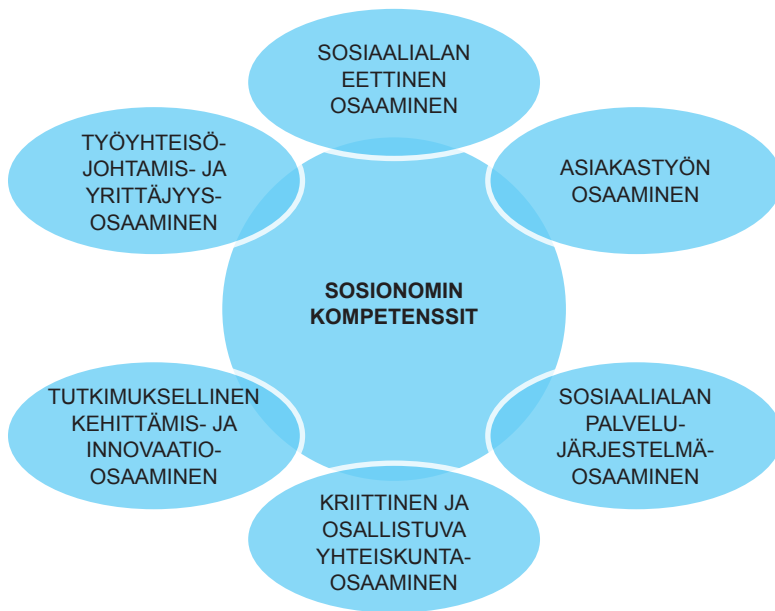 SOSIAALIALAN
EETTINEN
OSAAMINEN
TYÖYHTEISÖ-
JOHTAMIS- JA
YRITTÄJYYS-
OSAAMINEN
ASIAKASTYÖN
OSAAMINEN
SOSIONOMIN
KOMPETENSSIT
TUTKIMUKSELLINEN
KEHITTÄMIS- JA
INNOVAATIO-
OSAAMINEN
SOSIAALIALAN
PALVELU-
JÄRJESTELMÄ-
OSAAMINEN
KRIITTINEN JA
OSALLISTUVA
YHTEISKUNTA-
OSAAMINEN